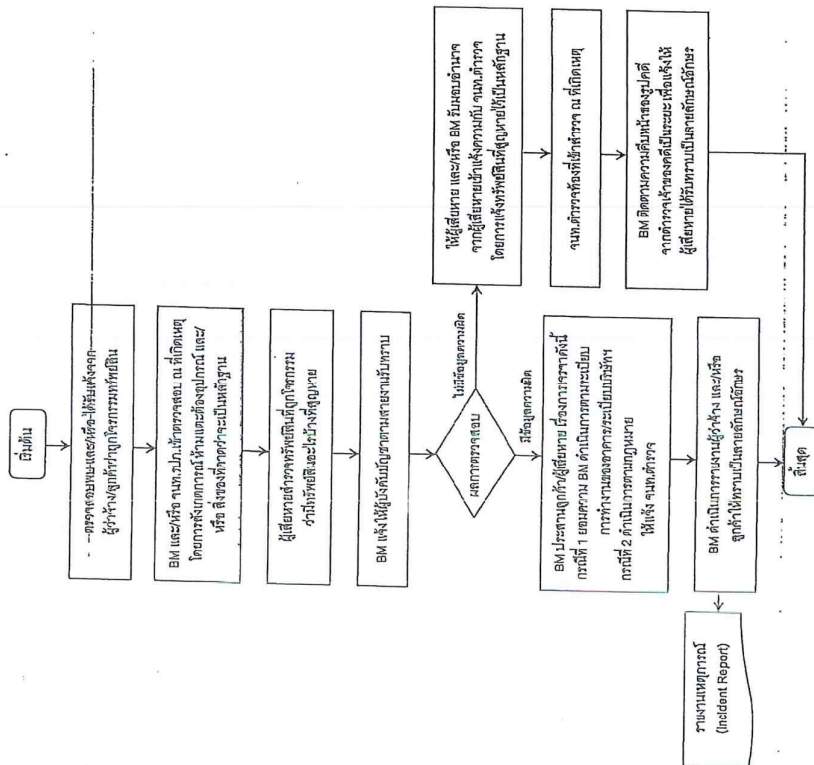 เริ่มต้น
- ---ตรวจสอบพบ-และ/หรือ-ได้รับแจ้งจาก-
ผู้ว่าจ้าง/ลูกค้าว่าถูกโจรกรรมทรัพย์สิน
BM และ/หรือ จนท.รปภ.เข้าตรวจสอบ ณ ที่เกิดเหตุ
โดยการสังเกตการณ์ ห้ามแตะต้องอุปกรณ์ และ/
หรือ สิ่งของที่คาดว่าจะเป็นหลักฐาน
ผู้เสียหายสำรวจทรัพย์สินที่ถูกโจรกรรม
ว่ามีทรัพย์สินอะไรบ้างที่สูญหาย
BM แจ้งให้ผู้บังคับบัญชาตามสายงานรับทราบ
ผลการตรวจสอบ
ไม่มีข้อมูลความผิด
มีข้อมูลความผิด
ให้ผู้เสียหาย และ/หรือ BM รับมอบอำนาจ
จากผู้เสียหายเข้าแจ้งความกับ จนท.ตำรวจ
โดยการแจ้งทรัพย์สินที่สูญหายไว้เป็นหลักฐาน
จนท.ตำรวจท้องที่เข้าสำรวจ ณ ที่เกิดเหตุ
BM ติดตามความคืบหน้าของรูปคดี
จากตำรวจเจ้าของคดีเป็นระยะ เพื่อแจ้งให้
ผู้เสียหายได้รับทราบเป็นลายลักษณ์อักษร
BM ประสานลูกค้า/ผู้เสียหาย เรื่องการเจรจาดังนี้
กรณีที่ 1 ยอมความ BM ดำเนินการตามระเบียบ
การทำงานของอาคาร/ระเบียบบริษัทฯ
กรณีที่ 2 ดำเนินการตามกฎหมาย
ให้แจ้ง จนท.ตำรวจ
BM ดำเนินการรายงานผู้ว่าจ้าง และ/หรือ
ลูกค้าให้ทราบเป็นลายลักษณ์อักษร
รายงานเหตุการณ์
(Incident Report)
สิ้นสุด